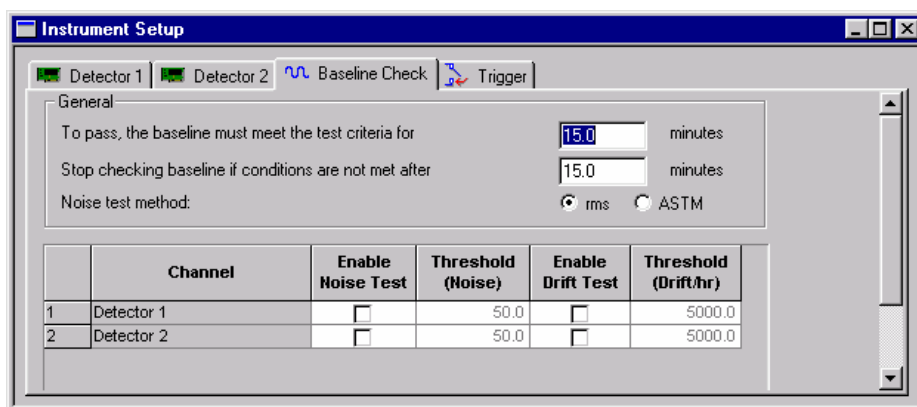 Instrument Setup
Detector 1 Detector 2 Baseline Check Trigger
General
To pass, the baseline must meet the test criteria for 15.0 minutes
Stop checking baseline if conditions are not met after 15.0 minutes
Noise test method: rms ASTM
Channel Enable Noise Test Threshold (Noise) Enable Drift Test Threshold (Drift/hr)
1 Detector 1 50.0 5000.0
2 Detector 2 50.0 5000.0